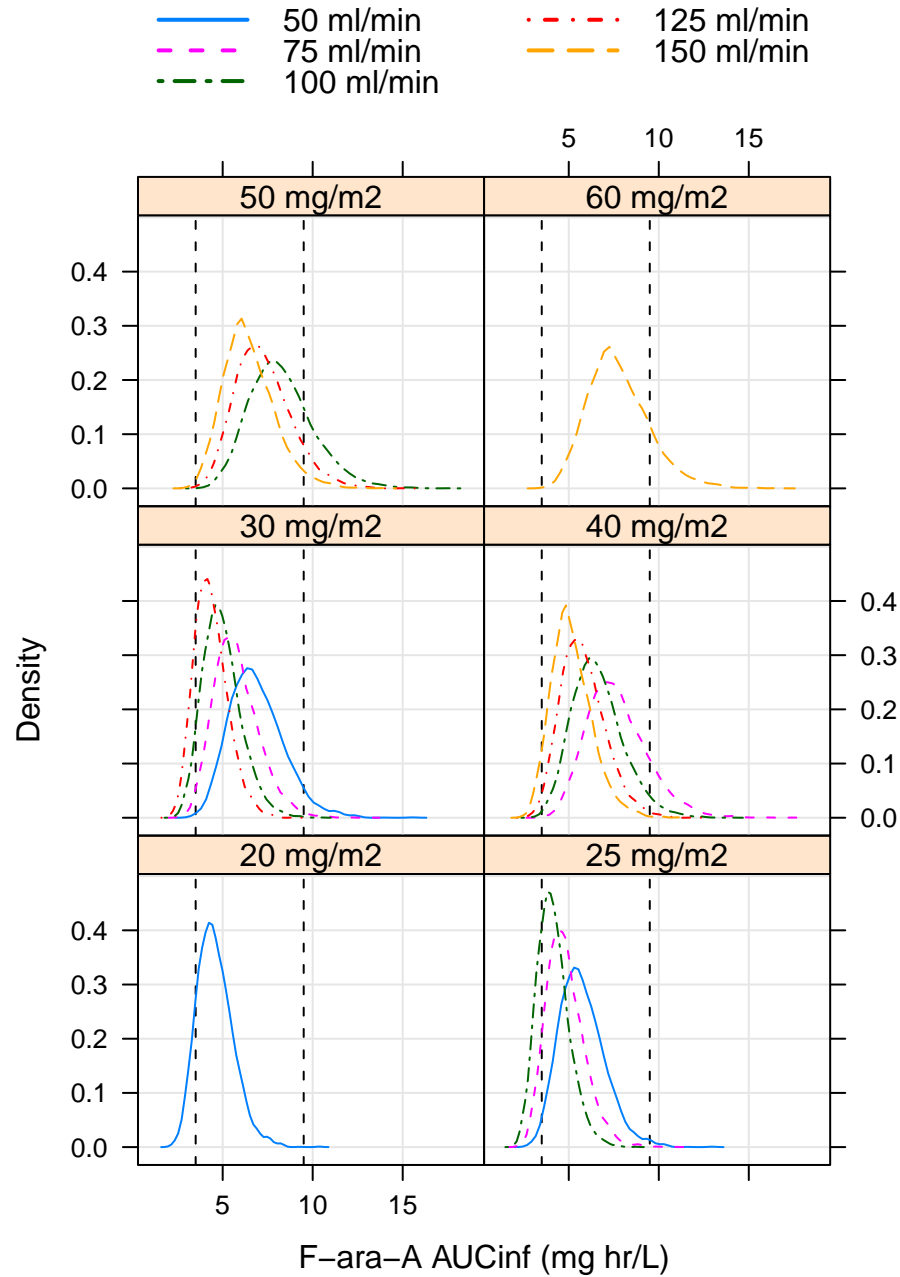 50 ml/min
75 ml/min
100 ml/min
125 ml/min
150 ml/min
5 10 15
50 mg/m2 60 mg/m2
0.4
0.3
0.2
0.1
0.0
30 mg/m2 40 mg/m2
0.4
0.3
0.2
0.1
0.0
Density
20 mg/m2 25 mg/m2
0.4
0.3
0.2
0.1
0.0
5 10 15
F−ara−A AUCinf (mg hr/L)